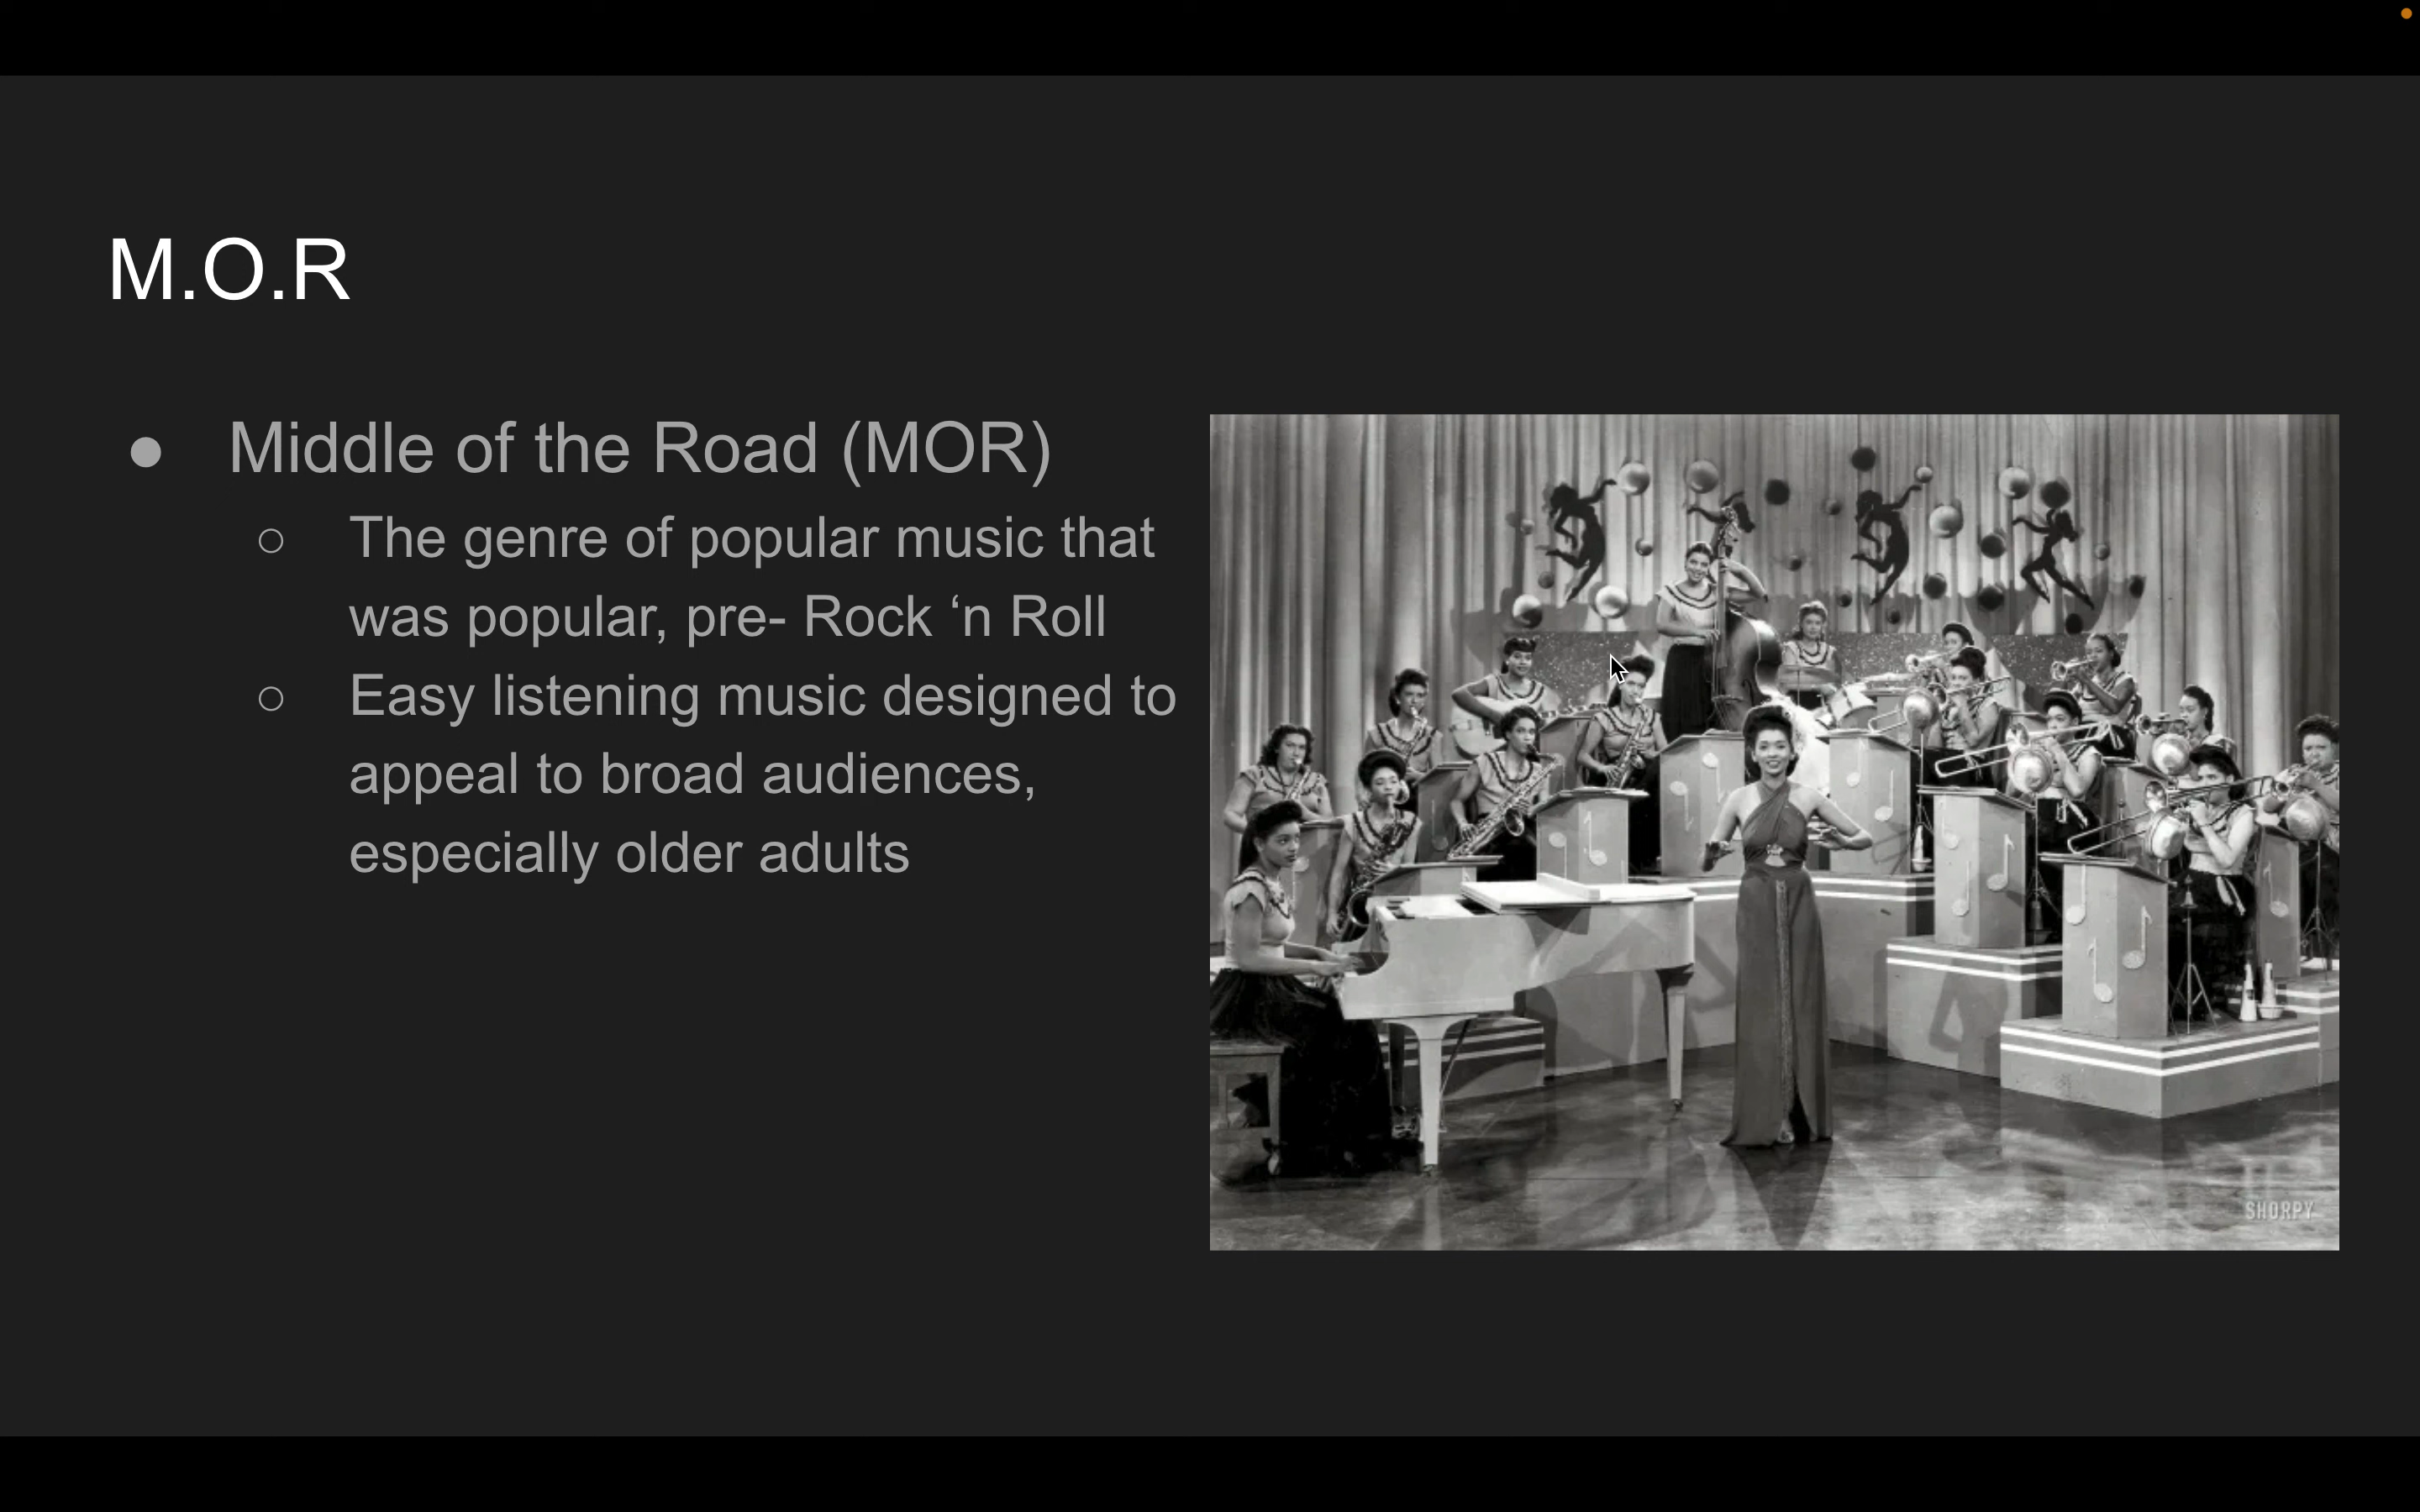 M.O.R
● Middle of the Road (MOR)
○ The genre of popular music that
was popular, pre- Rock ‘n Roll
○ Easy listening music designed to
appeal to broad audiences,
especially older adults
SHORPY